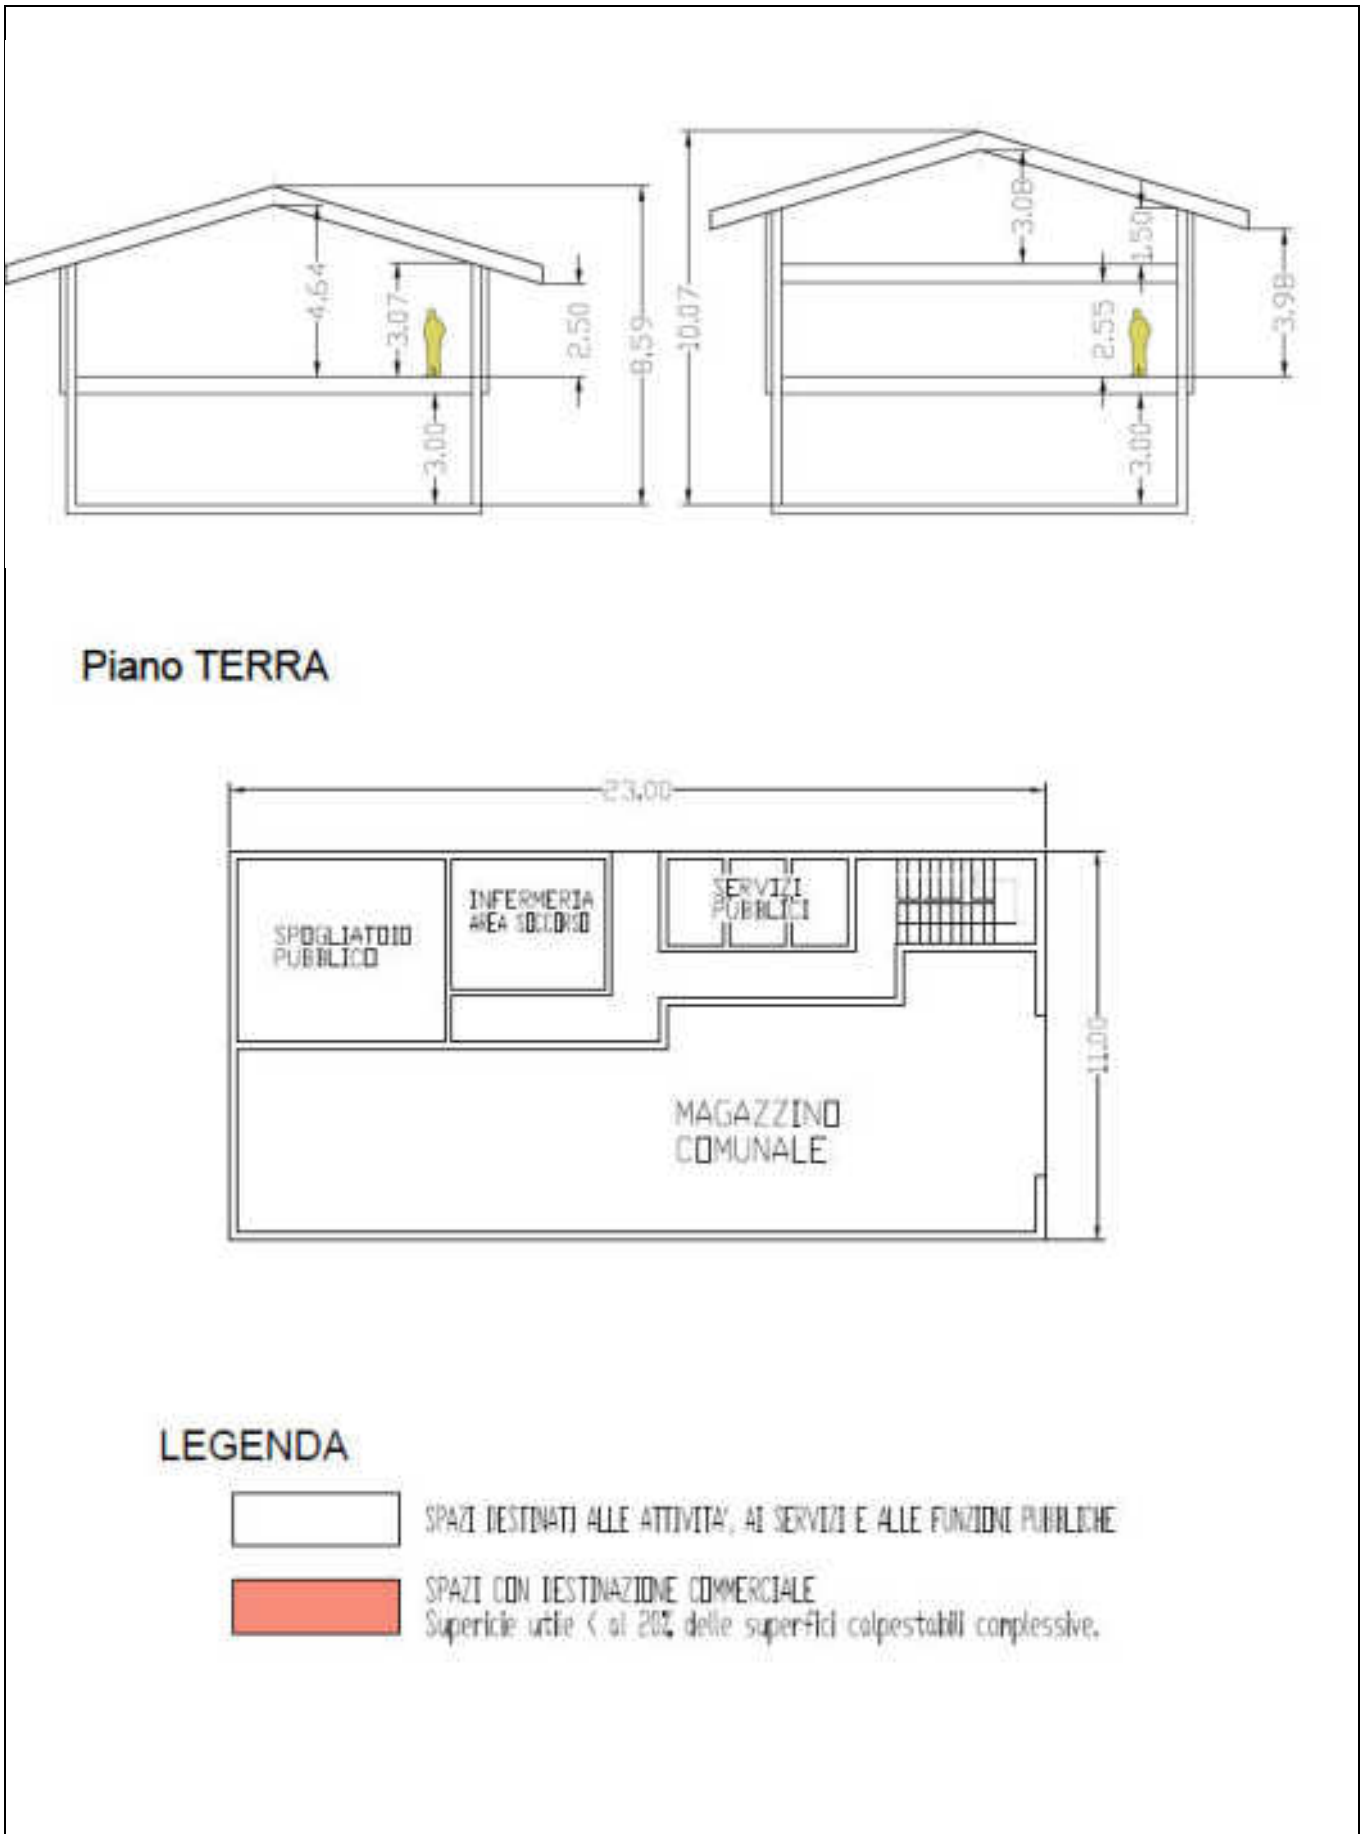 4.64
3.07
2.50
8.59
3.00
10.07
3.08
1.50
2.55
3.98
3.00
Piano TERRA
23.00
SPOGLIATOIO
PUBBLICO
INFERMERIA
AREA SOCCORSO
SERVIZI
PUBBLICI
11.00
MAGAZZINO
COMUNALE
LEGENDA
SPAZI DESTINATI ALLE ATTIVITA', AI SERVIZI E ALLE FUNZIONI PUBBLICHE
SPAZI CON DESTINAZIONE COMMERCIALE
Supericie utile < al 20% delle superfici calpestabili complessive.